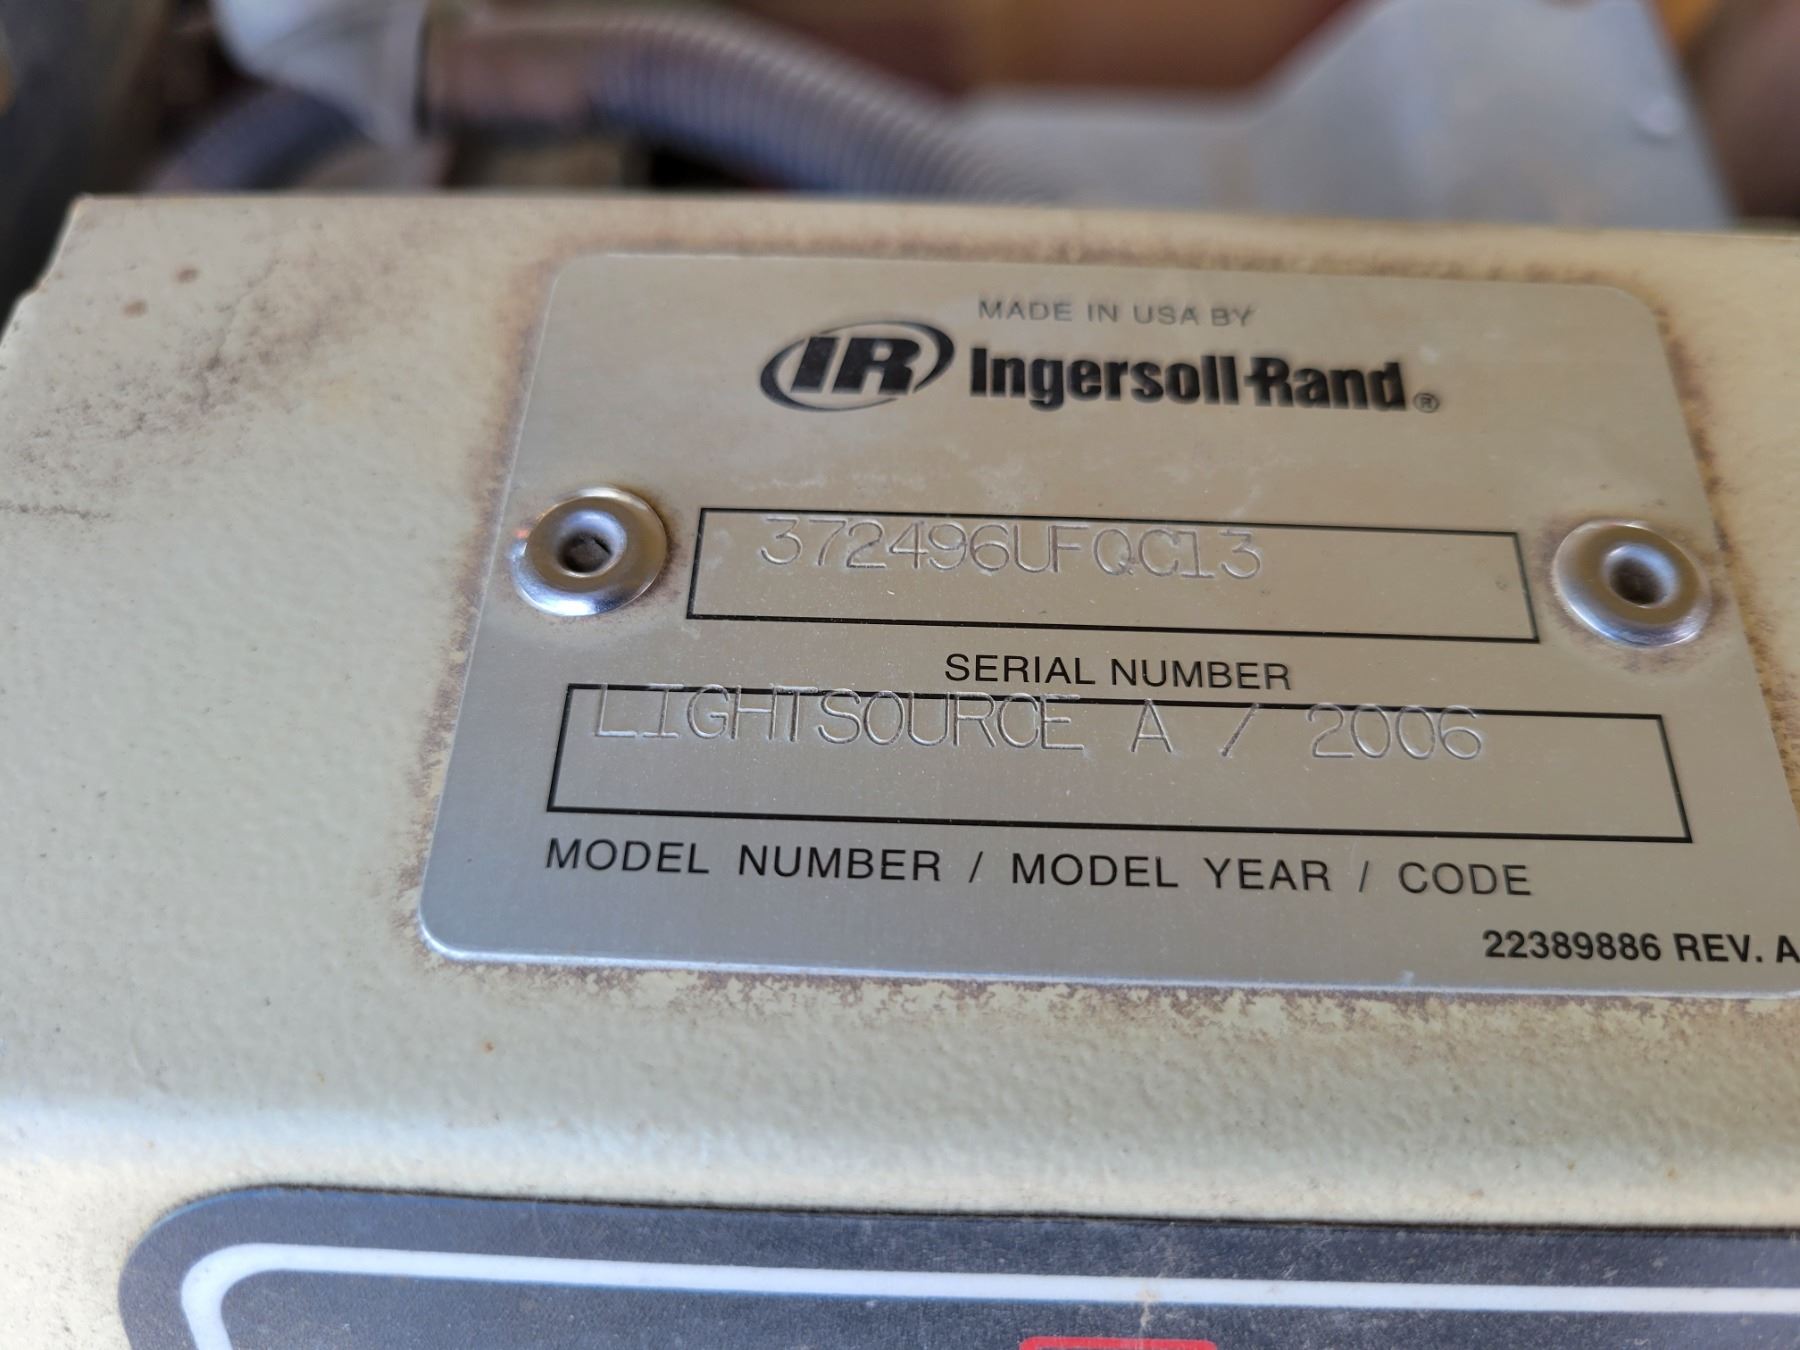 MADE IN USA BY
IR Ingersoll-Rand®
372496UFQC13
SERIAL NUMBER
LIGHTSOURCE A / 2006
MODEL NUMBER / MODEL YEAR / CODE
22389886 REV. A